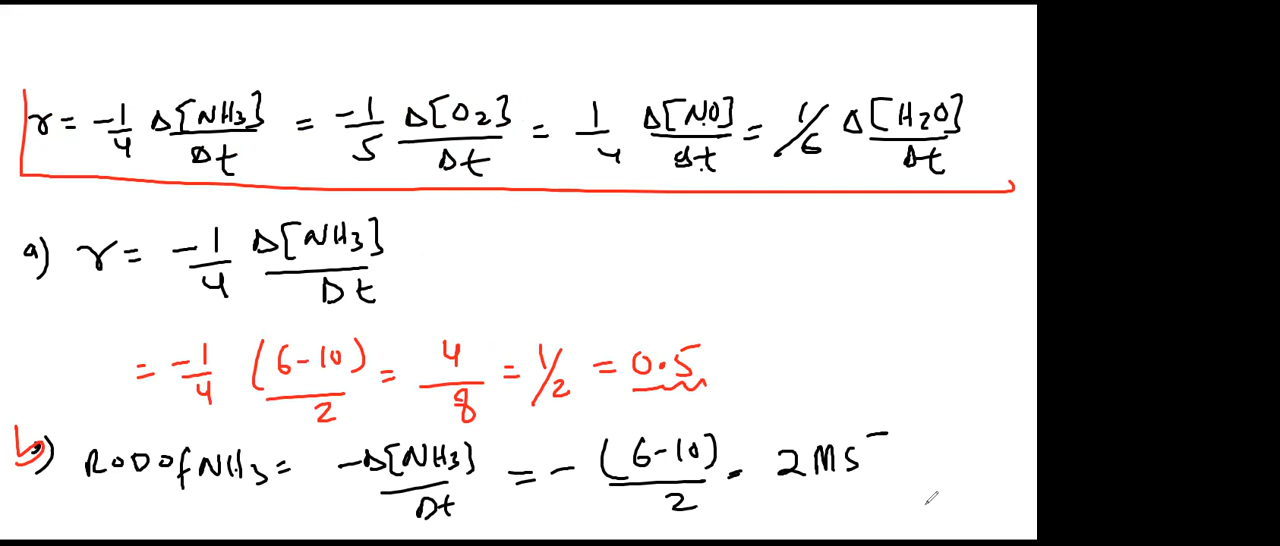 r = -1/4 Δ[NH3]/Δt = -1/5 Δ[O2]/Δt = 1/4 Δ[NO]/Δt = 1/6 Δ[H2O]/Δt
a) r = -1/4 Δ[NH3]/Δt
= -1/4 (6-10)/2 = 4/8 = 1/2 = 0.5
b) RODOfNH3 = -Δ[NH3]/Δt = -(6-10)/2 = 2MS⁻